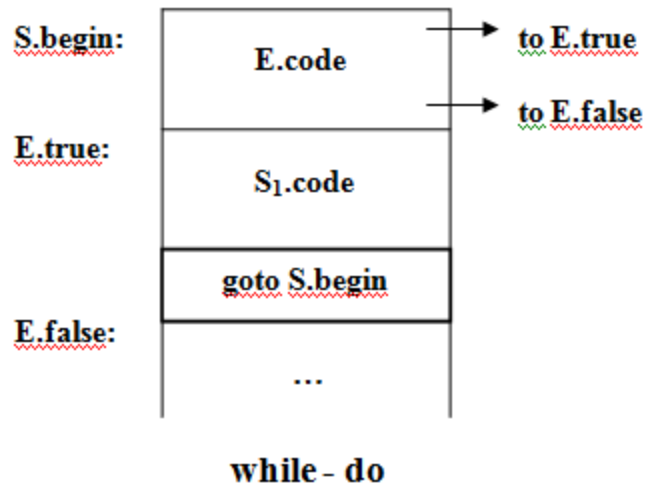 S.begin:
E.code
to E.true
to E.false
E.true:
S₁.code
goto S.begin
E.false:
...
while - do